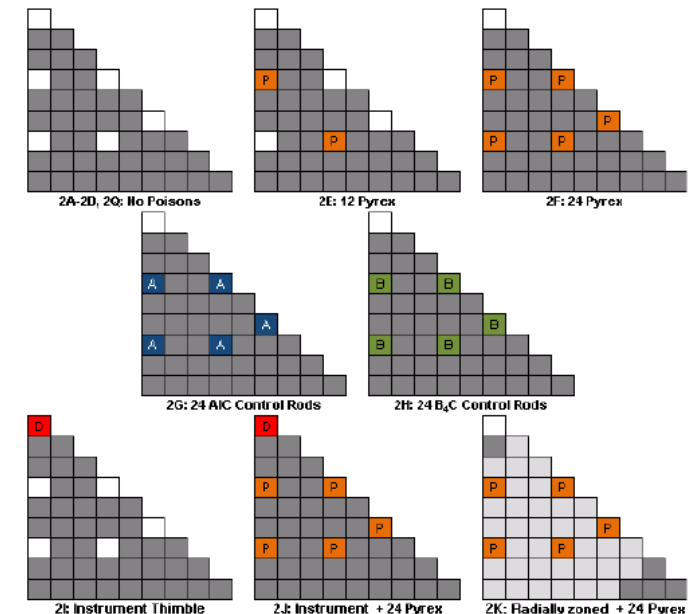 P
P
P P
P
P P
2A-2D, 2Q: No Poisons 2E: 12 Pyrex 2F: 24 Pyrex
A A B B
A B
A A B B
2G: 24 AIC Control Rods 2H: 24 B₄C Control Rods
D D
P P P P
P P
P P P P
2I: Instrument Thimble 2J: Instrument + 24 Pyrex 2K: Radially zoned + 24 Pyrex